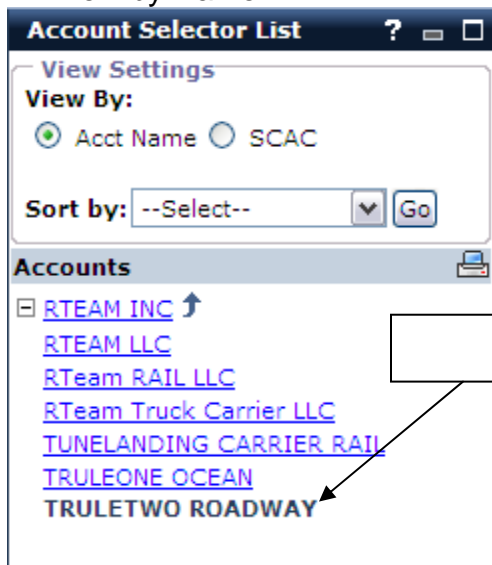 Account Selector List ?
View Settings
View By:
Acct Name SCAC
Sort by: --Select-- Go
Accounts
RTEAM INC
RTEAM LLC
RTeam RAIL LLC
RTeam Truck Carrier LLC
TUNELANDING CARRIER RAIL
TRULEONE OCEAN
TRULETWO ROADWAY